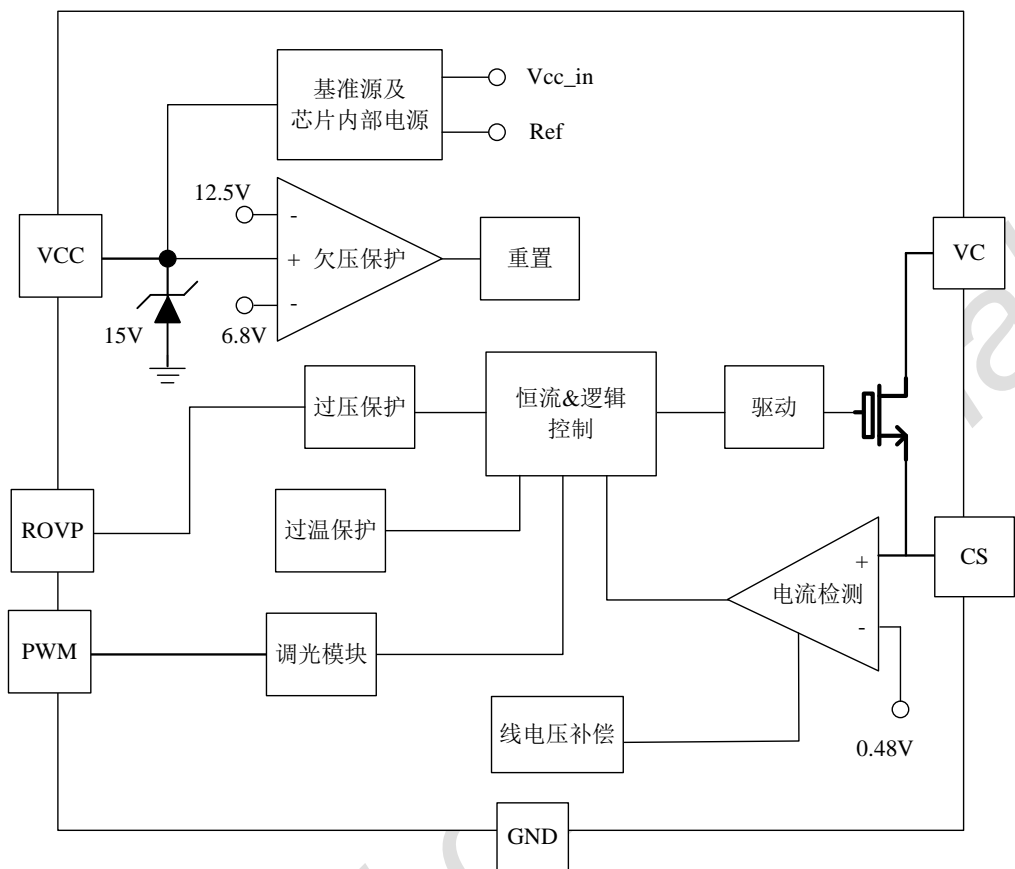 基准源及
芯片内部电源
Vcc_in
Ref
12.5V
-
+
-
欠压保护
重置
VCC
VC
15V
6.8V
过压保护
恒流&逻辑
控制
驱动
ROVP
过温保护
+
电流检测
-
CS
PWM
调光模块
线电压补偿
0.48V
GND